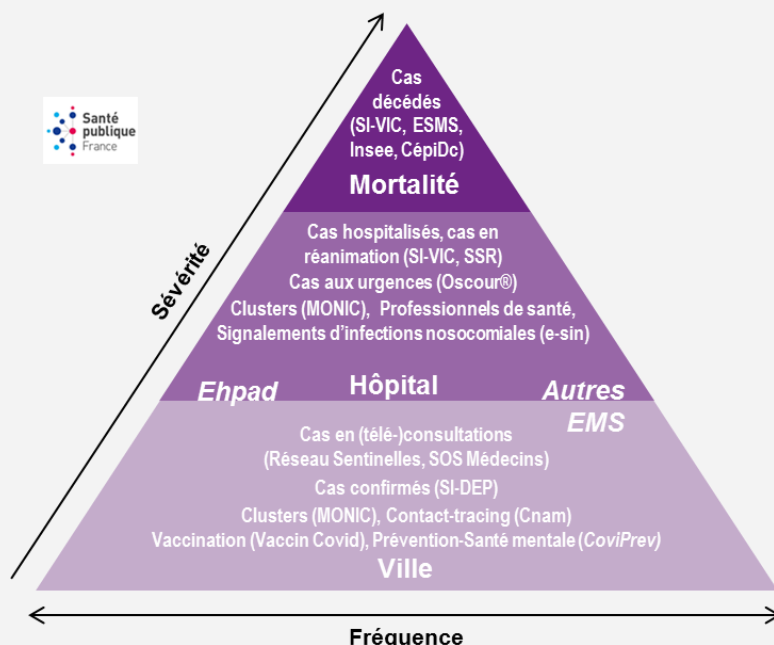 Santé
publique
France
Sévérité
Cas
décédés
(SI-VIC, ESMS,
Insee, CépiDc)
Mortalité
Cas hospitalisés, cas en
réanimation (SI-VIC, SSR)
Cas aux urgences (Oscour®)
Clusters (MONIC), Professionnels de santé,
Signalements d'infections nosocomiales (e-sin)
Ehpad Hôpital Autres
EMS
Cas en (télé-)consultations
(Réseau Sentinelles, SOS Médecins)
Cas confirmés (SI-DEP)
Clusters (MONIC), Contact-tracing (Cnam)
Vaccination (Vaccin Covid), Prévention-Santé mentale (CoviPrev)
Ville
Fréquence